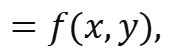 = f(x, y),